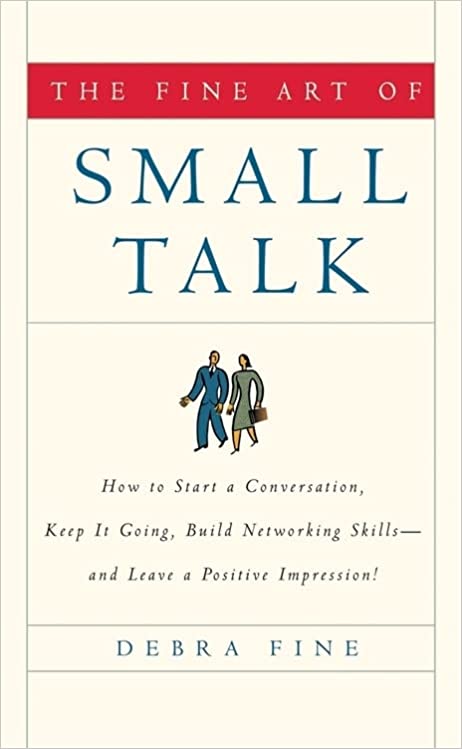 THE FINE ART OF
SMALL
TALK
How to Start a Conversation,
Keep It Going, Build Networking Skills—
and Leave a Positive Impression!
DEBRA FINE